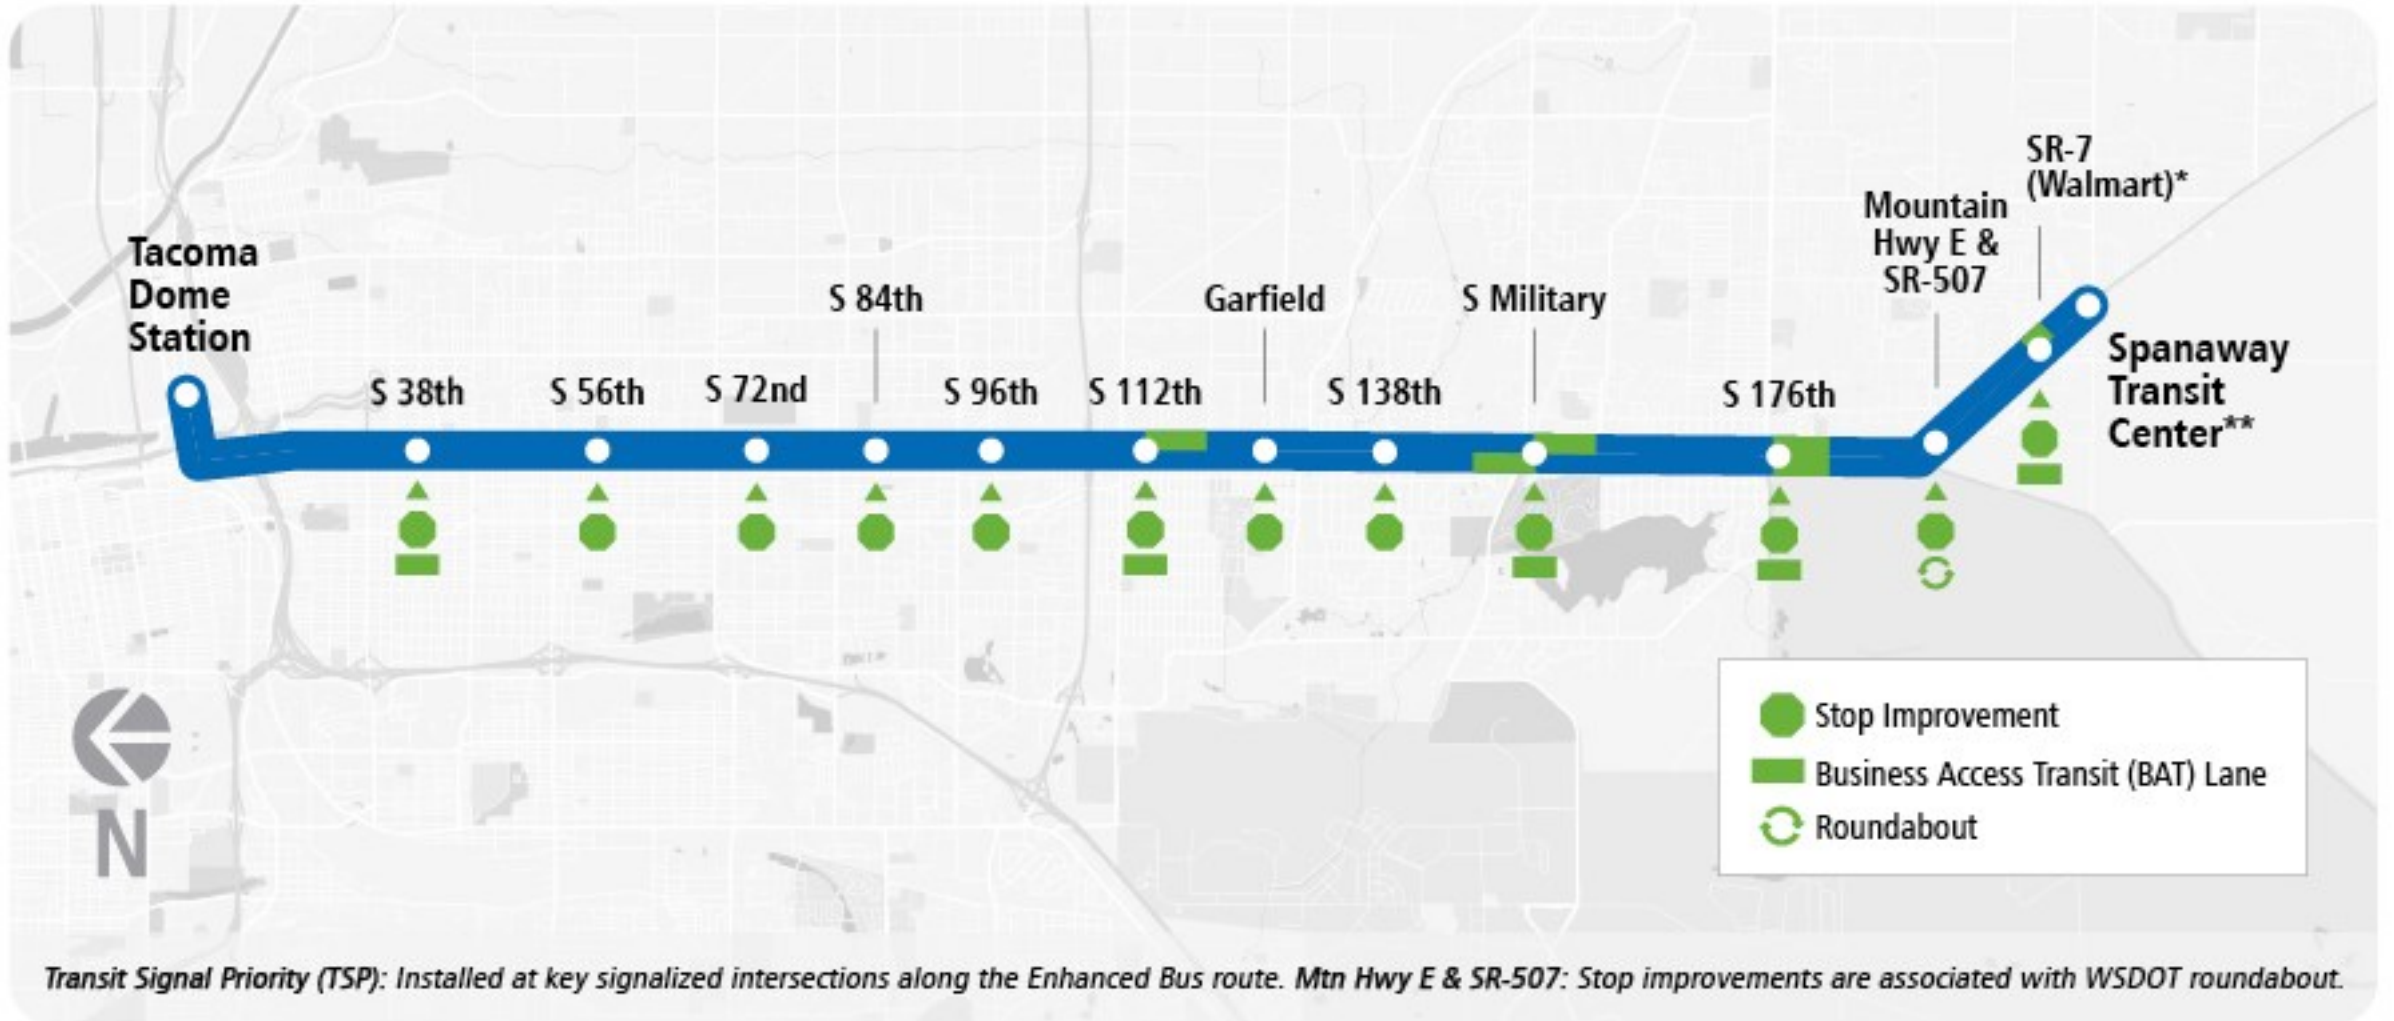 Tacoma
Dome
Station
S 38th
S 56th
S 72nd
S 84th
S 96th
S 112th
Garfield
S 138th
S Military
S 176th
Mountain
Hwy E &
SR-507
SR-7
(Walmart)*
Spanaway
Transit
Center**
N
Stop Improvement
Business Access Transit (BAT) Lane
Roundabout
Transit Signal Priority (TSP): Installed at key signalized intersections along the Enhanced Bus route. Mtn Hwy E & SR-507: Stop improvements are associated with WSDOT roundabout.